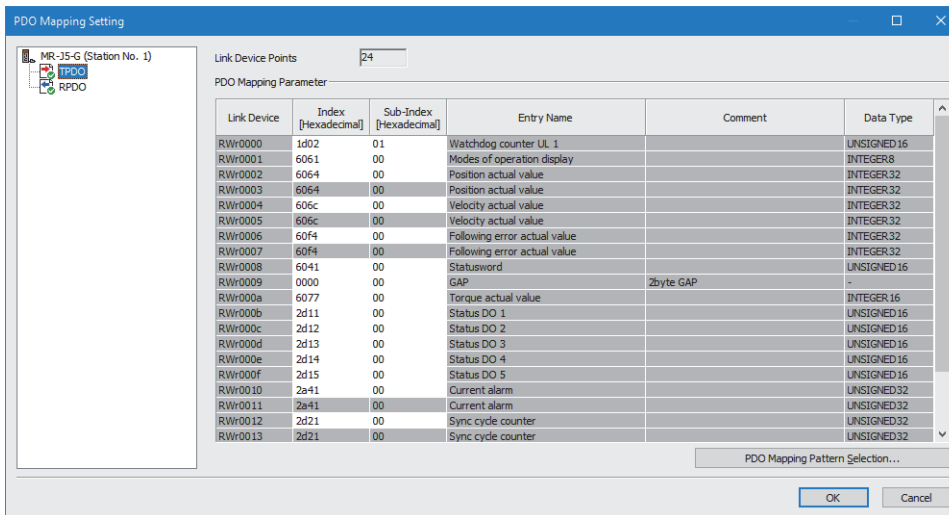 PDO Mapping Setting
MR-J5-G (Station No. 1)
TPDO
RPDO
Link Device Points 24
PDO Mapping Parameter
Link Device Index [Hexadecimal] Sub-Index [Hexadecimal] Entry Name Comment Data Type
RWr0000 1d02 01 Watchdog counter UL 1 UNSIGNED16
RWr0001 6061 00 Modes of operation display INTEGER8
RWr0002 6064 00 Position actual value INTEGER32
RWr0003 6064 00 Position actual value INTEGER32
RWr0004 606c 00 Velocity actual value INTEGER32
RWr0005 606c 00 Velocity actual value INTEGER32
RWr0006 60f4 00 Following error actual value INTEGER32
RWr0007 60f4 00 Following error actual value INTEGER32
RWr0008 6041 00 Statusword UNSIGNED16
RWr0009 0000 00 GAP 2byte GAP -
RWr000a 6077 00 Torque actual value INTEGER16
RWr000b 2d11 00 Status DO 1 UNSIGNED16
RWr000c 2d12 00 Status DO 2 UNSIGNED16
RWr000d 2d13 00 Status DO 3 UNSIGNED16
RWr000e 2d14 00 Status DO 4 UNSIGNED16
RWr000f 2d15 00 Status DO 5 UNSIGNED16
RWr0010 2a41 00 Current alarm UNSIGNED32
RWr0011 2a41 00 Current alarm UNSIGNED32
RWr0012 2d21 00 Sync cycle counter UNSIGNED32
RWr0013 2d21 00 Sync cycle counter UNSIGNED32
PDO Mapping Pattern Selection...
OK Cancel